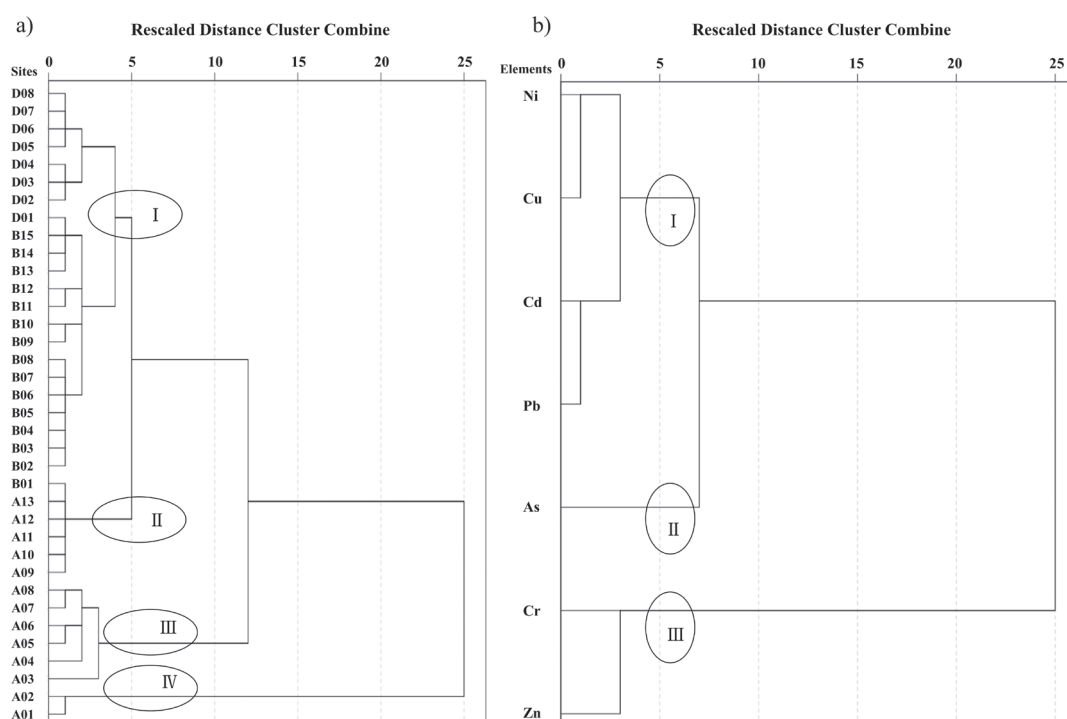 a)
Rescaled Distance Cluster Combine
Sites
0 5 10 15 20 25
D08
D07
D06
D05
D04
D03
D02
D01
B15
B14
B13
B12
B11
B10
B09
B08
B07
B06
B05
B04
B03
B02
B01
A13
A12
A11
A10
A09
A08
A07
A06
A05
A04
A03
A02
A01
Ⅰ
Ⅱ
Ⅲ
Ⅳ
b)
Rescaled Distance Cluster Combine
Elements
0 5 10 15 20 25
Ni
Cu
Cd
Pb
As
Cr
Zn
Ⅰ
Ⅱ
Ⅲ